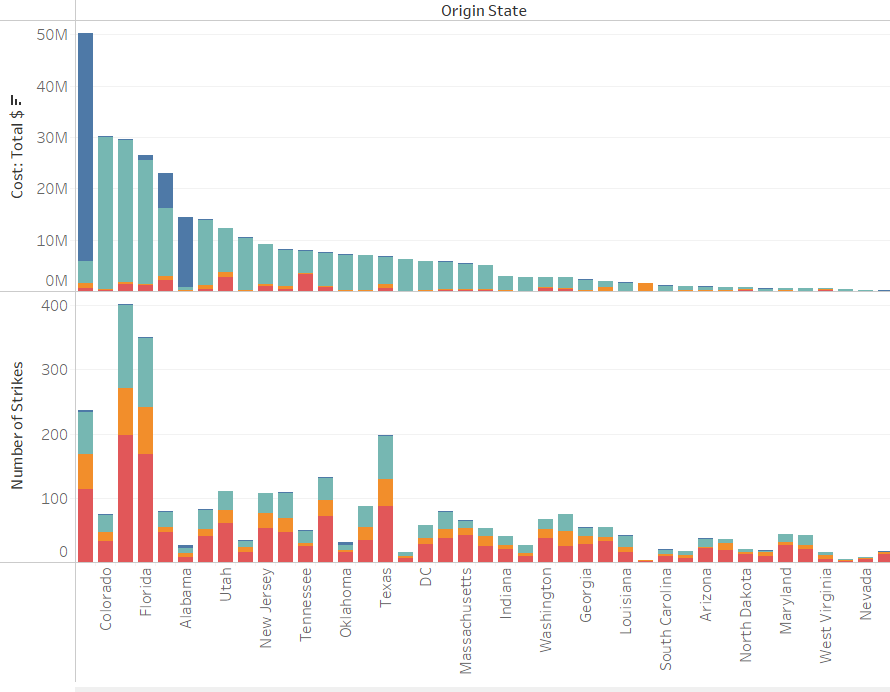 Origin State
50M
40M
30M
20M
10M
0M
Cost: Total $
400
300
200
100
0
Number of Strikes
Colorado
Florida
Alabama
Utah
New Jersey
Tennessee
Oklahoma
Texas
DC
Massachusetts
Indiana
Washington
Georgia
Louisiana
South Carolina
Arizona
North Dakota
Maryland
West Virginia
Nevada